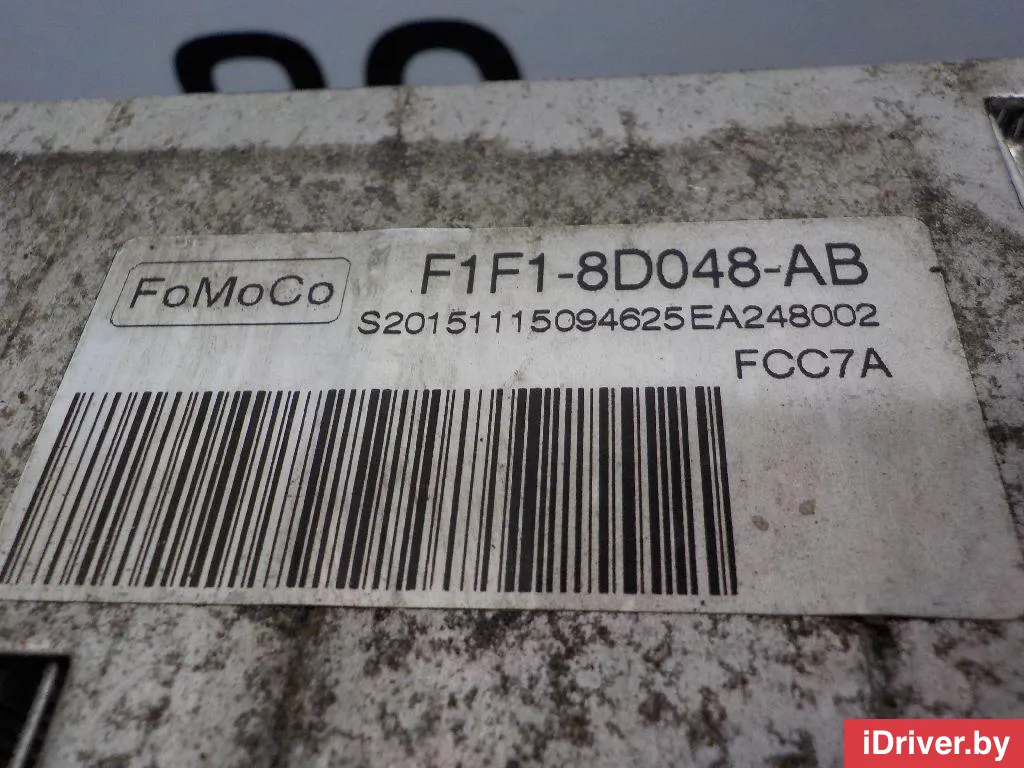 FoMoCo
F1F1-8D048-AB
S20151115094625EA248002
FCC7A
iDriver.by